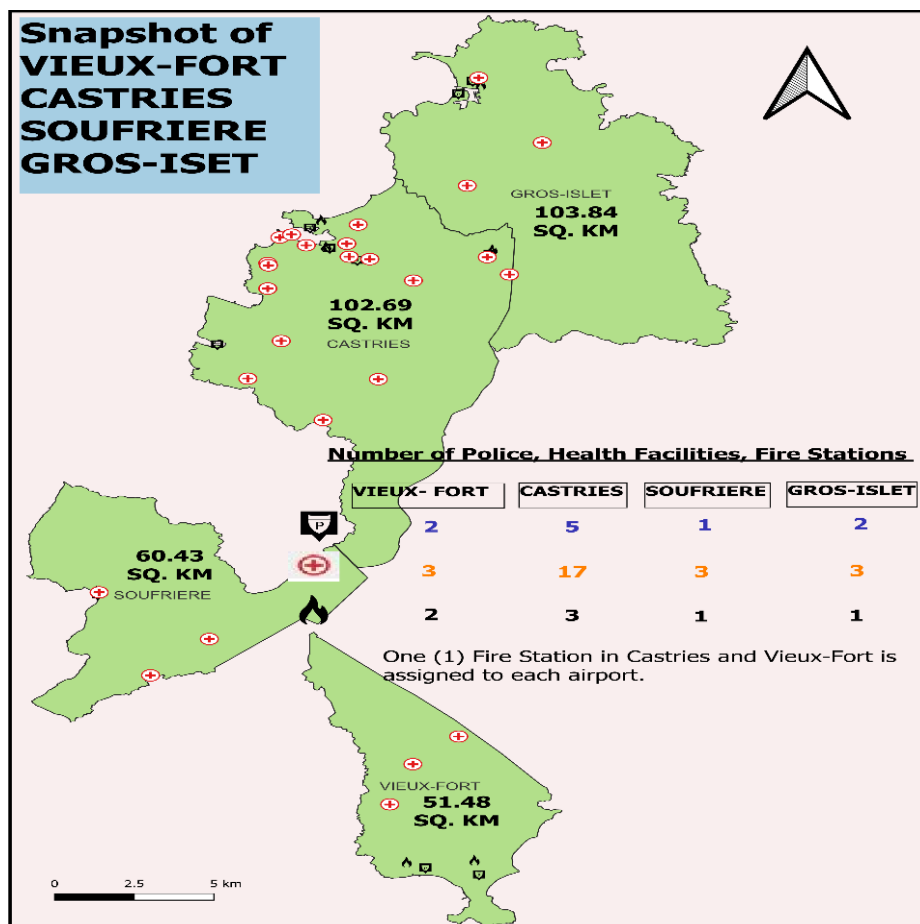 Snapshot of
VIEUX-FORT
CASTRIES
SOUFRIERE
GROS-ISET
GROS-ISLET
103.84
SQ. KM
102.69
SQ. KM
CASTRIES
Number of Police, Health Facilities, Fire Stations
VIEUX- FORT CASTRIES SOUFRIERE GROS-ISLET
P 2 5 1 2
3 17 3 3
2 3 1 1
60.43
SQ. KM
SOUFRIERE
One (1) Fire Station in Castries and Vieux-Fort is
assigned to each airport.
VIEUX-FORT
51.48
SQ. KM
0 2.5 5 km